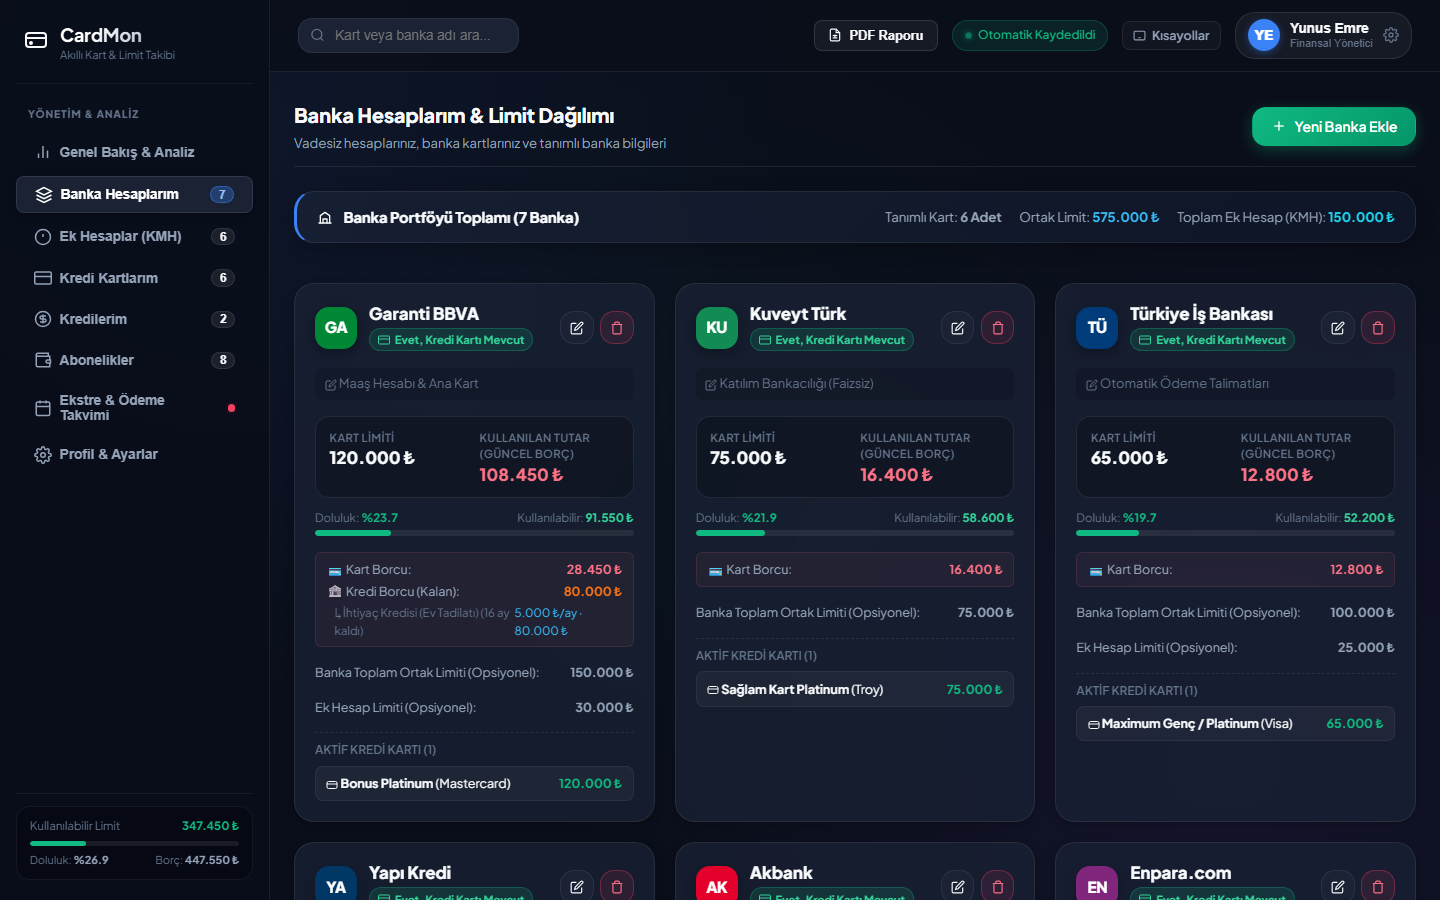 CardMon
Akıllı Kart & Limit Takibi
YÖNETİM & ANALİZ
Genel Bakış & Analiz
Banka Hesaplarım 7
Ek Hesaplar (KMH) 6
Kredi Kartlarım 6
Kredilerim 2
Abonelikler 8
Ekstre & Ödeme
Takvimi
Profil & Ayarlar
Kullanılabilir Limit 347.450 ₺
Doluluk: %26.9 Borç: 447.550 ₺
Kart veya banka adı ara...
PDF Raporu
Otomatik Kaydedildi
Kısayollar
YE
Yunus Emre
Finansal Yönetici
Banka Hesaplarım & Limit Dağılımı
Vadesiz hesaplarınız, banka kartlarınız ve tanımlı banka bilgileri
+ Yeni Banka Ekle
Banka Portföyü Toplamı (7 Banka)
Tanımlı Kart: 6 Adet Ortak Limit: 575.000 ₺ Toplam Ek Hesap (KMH): 150.000 ₺
GA
Garanti BBVA
Evet, Kredi Kartı Mevcut
Maaş Hesabı & Ana Kart
KART LİMİTİ
120.000 ₺
KULLANILAN TUTAR
(GÜNCEL BORÇ)
108.450 ₺
Doluluk: %23.7 Kullanılabilir: 91.550 ₺
Kart Borcu: 28.450 ₺
Kredi Borcu (Kalan): 80.000 ₺
↳ İhtiyaç Kredisi (Ev Tadilatı) (16 ay 5.000 ₺/ay ·
kaldı) 80.000 ₺
Banka Toplam Ortak Limiti (Opsiyonel): 150.000 ₺
Ek Hesap Limiti (Opsiyonel): 30.000 ₺
AKTİF KREDİ KARTI (1)
Bonus Platinum (Mastercard) 120.000 ₺
KU
Kuveyt Türk
Evet, Kredi Kartı Mevcut
Katılım Bankacılığı (Faizsiz)
KART LİMİTİ
75.000 ₺
KULLANILAN TUTAR
(GÜNCEL BORÇ)
16.400 ₺
Doluluk: %21.9 Kullanılabilir: 58.600 ₺
Kart Borcu: 16.400 ₺
Banka Toplam Ortak Limiti (Opsiyonel): 75.000 ₺
AKTİF KREDİ KARTI (1)
Sağlam Kart Platinum (Troy) 75.000 ₺
TÜ
Türkiye İş Bankası
Evet, Kredi Kartı Mevcut
Otomatik Ödeme Talimatları
KART LİMİTİ
65.000 ₺
KULLANILAN TUTAR
(GÜNCEL BORÇ)
12.800 ₺
Doluluk: %19.7 Kullanılabilir: 52.200 ₺
Kart Borcu: 12.800 ₺
Banka Toplam Ortak Limiti (Opsiyonel): 100.000 ₺
Ek Hesap Limiti (Opsiyonel): 25.000 ₺
AKTİF KREDİ KARTI (1)
Maximum Genç / Platinum (Visa) 65.000 ₺
YA
Yapı Kredi
Evet, Kredi Kartı Mevcut
AK
Akbank
Evet, Kredi Kartı Mevcut
EN
Enpara.com
Evet, Kredi Kartı Mevcut